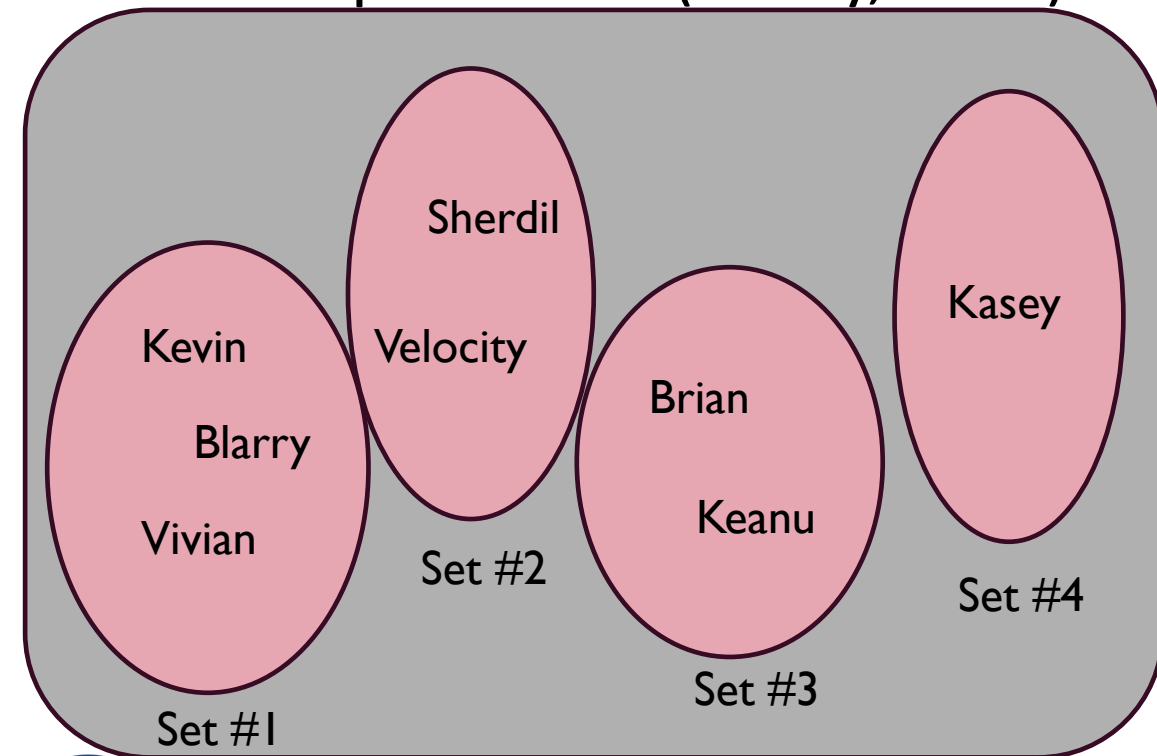 Sherdil
Velocity
Kevin
Blarry
Vivian
Set #1
Set #2
Brian
Keanu
Set #3
Kasey
Set #4